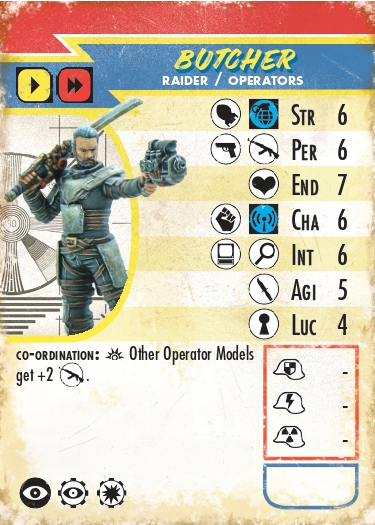 BUTCHER
RAIDER / OPERATORS
STR 6
PER 6
END 7
CHA 6
INT 6
AGI 5
LUC 4
CO-ORDINATION: Other Operator Models
get +2 .
-
-
-